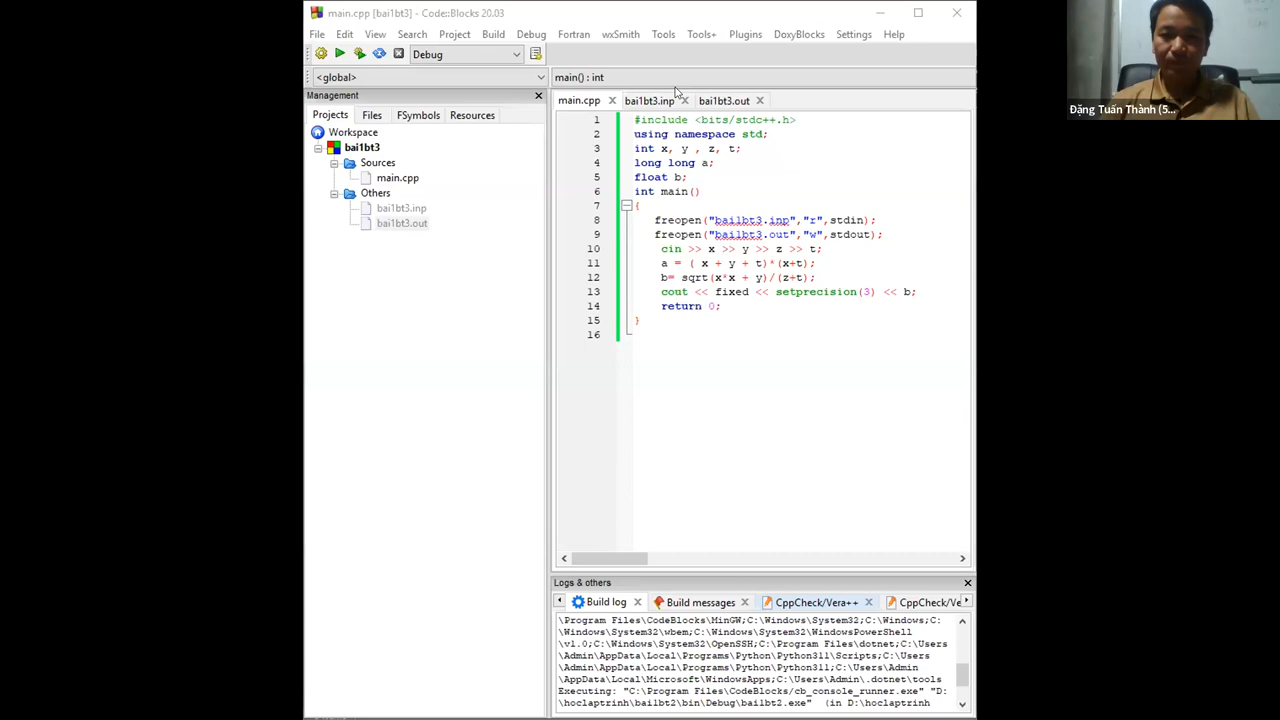 main.cpp [bai1bt3] - Code::Blocks 20.03
File Edit View Search Project Build Debug Fortran wxSmith Tools Tools+ Plugins DoxyBlocks Settings Help
Debug
<global>
main() : int
Management
Projects Files FSymbols Resources
Workspace
bai1bt3
Sources
main.cpp
Others
bai1bt3.inp
bai1bt3.out
main.cpp bai1bt3.inp bai1bt3.out
1 #include <bits/stdc++.h>
2 using namespace std;
3 int x, y , z, t;
4 long long a;
5 float b;
6 int main()
7 {
8 freopen("bai1bt3.inp","r",stdin);
9 freopen("bai1bt3.out","w",stdout);
10 cin >> x >> y >> z >> t;
11 a = ( x + y + t)*(x+t);
12 b= sqrt(x*x + y)/(z+t);
13 cout << fixed << setprecision(3) << b;
14 return 0;
15 }
16
Logs & others
Build log Build messages CppCheck/Vera++ CppCheck/Ve
\Program Files\CodeBlocks\MinGW;C:\Windows\System32;C:\Windows;C:
\Windows\System32\wbem;C:\Windows\System32\WindowsPowerShell
\v1.0;C:\Windows\System32\OpenSSH;C:\Program Files\dotnet;C:\Users
\Admin\AppData\Local\Programs\Python\Python311\Scripts;C:\Users
\Admin\AppData\Local\Programs\Python\Python311;C:\Users\Admin
\AppData\Local\Microsoft\WindowsApps;C:\Users\Admin\.dotnet\tools
Executing: "C:\Program Files\CodeBlocks/cb_console_runner.exe" "D:
\hoclaptrinh\bai1bt2\bin\Debug\bai1bt2.exe" (in D:\hoclaptrinh
Đặng Tuấn Thành (5...